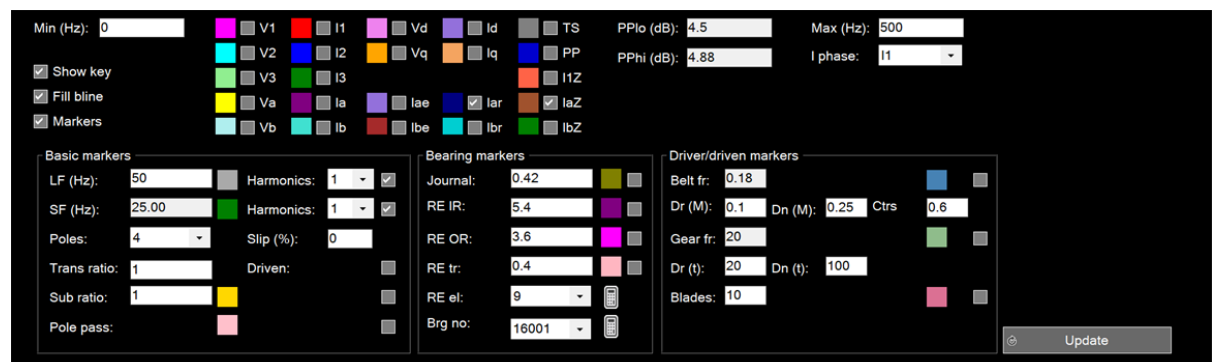 Min (Hz): 0 V1 I1 Vd Id TS PPlo (dB): 4.5 Max (Hz): 500
V2 I2 Vq Iq PP PPhi (dB): 4.88 I phase: I1
Show key V3 I3 I1Z
Fill bline Va Ia Iae Iar IaZ
Markers Vb Ib Ibe Ibr IbZ
Basic markers Bearing markers Driver/driven markers
LF (Hz): 50 Harmonics: 1 Journal: 0.42 Belt fr: 0.18
SF (Hz): 25.00 Harmonics: 1 RE IR: 5.4 Dr (M): 0.1 Dn (M): 0.25 Ctrs 0.6
Poles: 4 Slip (%): 0 RE OR: 3.6 Gear fr: 20
Trans ratio: 1 Driven: RE tr: 0.4 Dr (t): 20 Dn (t): 100
Sub ratio: 1 RE el: 9 Blades: 10
Pole pass: Brg no: 16001
Update